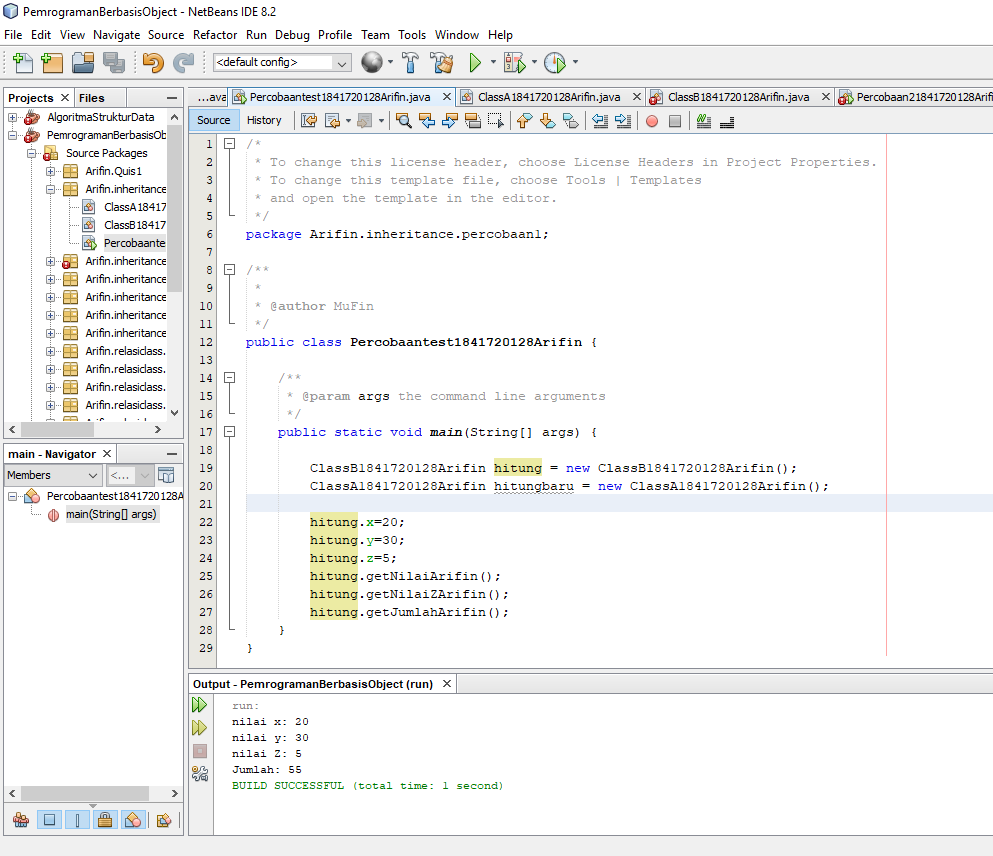 PemrogramanBerbasisObject - NetBeans IDE 8.2
File Edit View Navigate Source Refactor Run Debug Profile Team Tools Window Help
<default config>
Projects Files
AlgoritmaStrukturData
PemrogramanBerbasisOb
Source Packages
Arifin.Quis1
Arifin.inheritance
ClassA18417
ClassB18417
Percobaante
Arifin.inheritance
Arifin.inheritance
Arifin.inheritance
Arifin.inheritance
Arifin.inheritance
Arifin.relasiclass.
Arifin.relasiclass.
Arifin.relasiclass.
Arifin.relasiclass.
main - Navigator
Members <...
Percobaantest1841720128A
main(String[] args)
...ava Percobaantest1841720128Arifin.java ClassA1841720128Arifin.java ClassB1841720128Arifin.java Percobaan21841720128Arifi
Source History
1 /*
2 * To change this license header, choose License Headers in Project Properties.
3 * To change this template file, choose Tools | Templates
4 * and open the template in the editor.
5 */
6 package Arifin.inheritance.percobaan1;
7
8 /**
9 *
10 * @author MuFin
11 */
12 public class Percobaantest1841720128Arifin {
13
14 /**
15 * @param args the command line arguments
16 */
17 public static void main(String[] args) {
18
19 ClassB1841720128Arifin hitung = new ClassB1841720128Arifin();
20 ClassA1841720128Arifin hitungbaru = new ClassA1841720128Arifin();
21
22 hitung.x=20;
23 hitung.y=30;
24 hitung.z=5;
25 hitung.getNilaiArifin();
26 hitung.getNilaiZArifin();
27 hitung.getJumlahArifin();
28 }
29 }
Output - PemrogramanBerbasisObject (run)
run:
nilai x: 20
nilai y: 30
nilai Z: 5
Jumlah: 55
BUILD SUCCESSFUL (total time: 1 second)